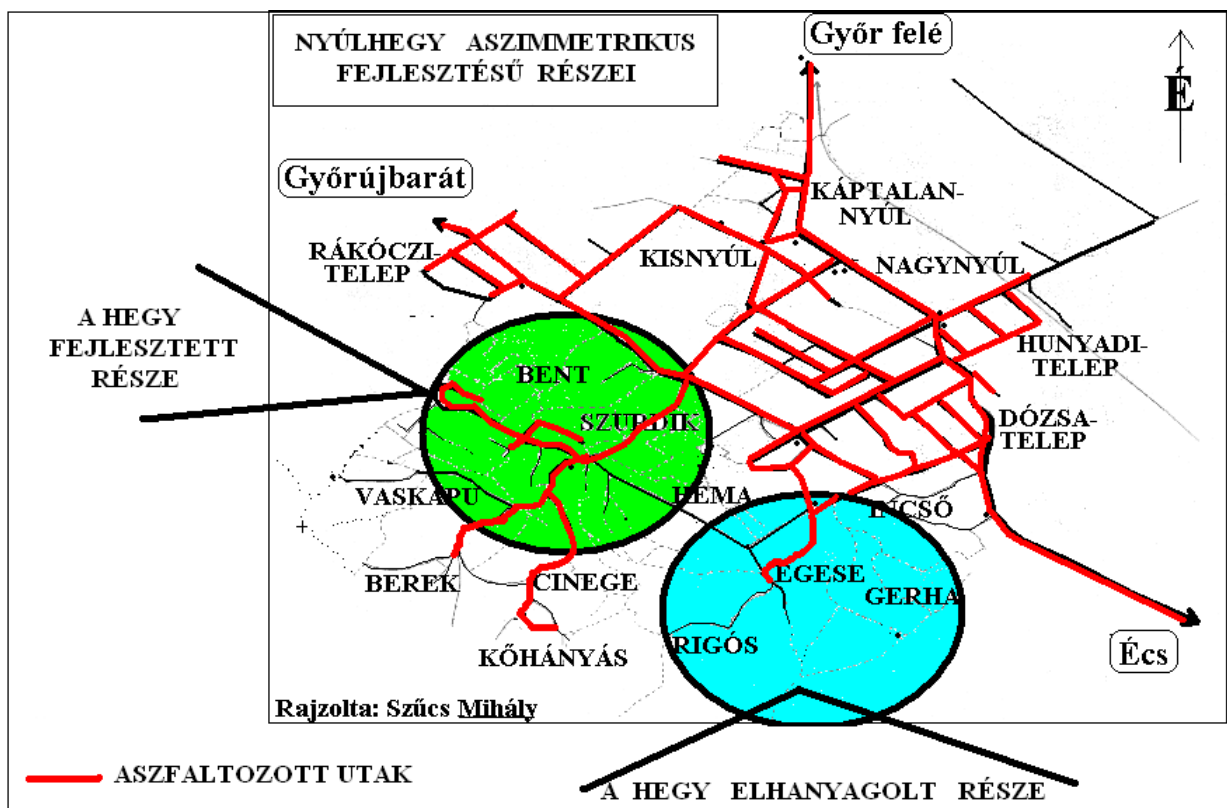 NYÚLHEGY ASZIMMETRIKUS
FEJLESZTÉSŰ RÉSZEI
Győr felé
É
Győrújbarát
KÁPTALAN-
NYÚL
RÁKÓCZI-
TELEP
KISNYÚL
NAGYNYÚL
A HEGY
FEJLESZTETT
RÉSZE
HUNYADI-
TELEP
BENT
SZURDIK
DÓZSA-
TELEP
VASKAPU
HÉMA
INCSŐ
BEREK
CINEGE
EGESE
GERHA
RIGÓS
KŐHÁNYÁS
Écs
Rajzolta: Szűcs Mihály
ASZFALTOZOTT UTAK
A HEGY ELHANYAGOLT RÉSZE